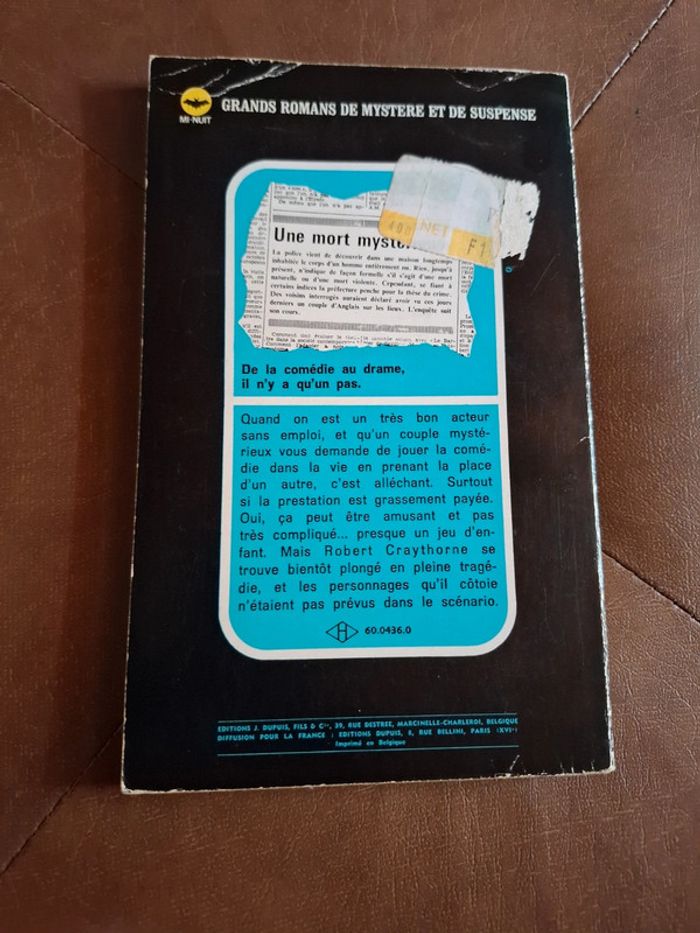 MI-NUIT
GRANDS ROMANS DE MYSTERE ET DE SUSPENSE
NET
F1
Une mort
La police vient de découvrir dans une maison longtemps
inhabitée le corps d'un homme entièrement nu. Rien, jusqu'à
présent, n'indique de façon formelle s'il s'agit d'une mort
naturelle ou d'une mort violente. Cependant, se fiant à
certains indices la préfecture penche pour la thèse du crime.
Des voisins interrogés auraient déclaré avoir vu ces jours
derniers un couple d'Anglais sur les lieux. L'enquête suit
son cours.
De la comédie au drame,
il n'y a qu'un pas.
Quand on est un très bon acteur
sans emploi, et qu'un couple mysté-
rieux vous demande de jouer la comé-
die dans la vie en prenant la place
d'un autre, c'est alléchant. Surtout
si la prestation est grassement payée.
Oui, ça peut être amusant et pas
très compliqué... presque un jeu d'en-
fant. Mais Robert Craythorne se
trouve bientôt plongé en pleine tragé-
die, et les personnages qu'il côtoie
n'étaient pas prévus dans le scénario.
H 60.0436.0
EDITIONS J. DUPUIS, FILS & Cie, 39, RUE DESTREE, MARCINELLE-CHARLEROI, BELGIQUE
DIFFUSION POUR LA FRANCE : EDITIONS DUPUIS, 6, RUE BELLINI, PARIS (XVIe)
Imprimé en Belgique